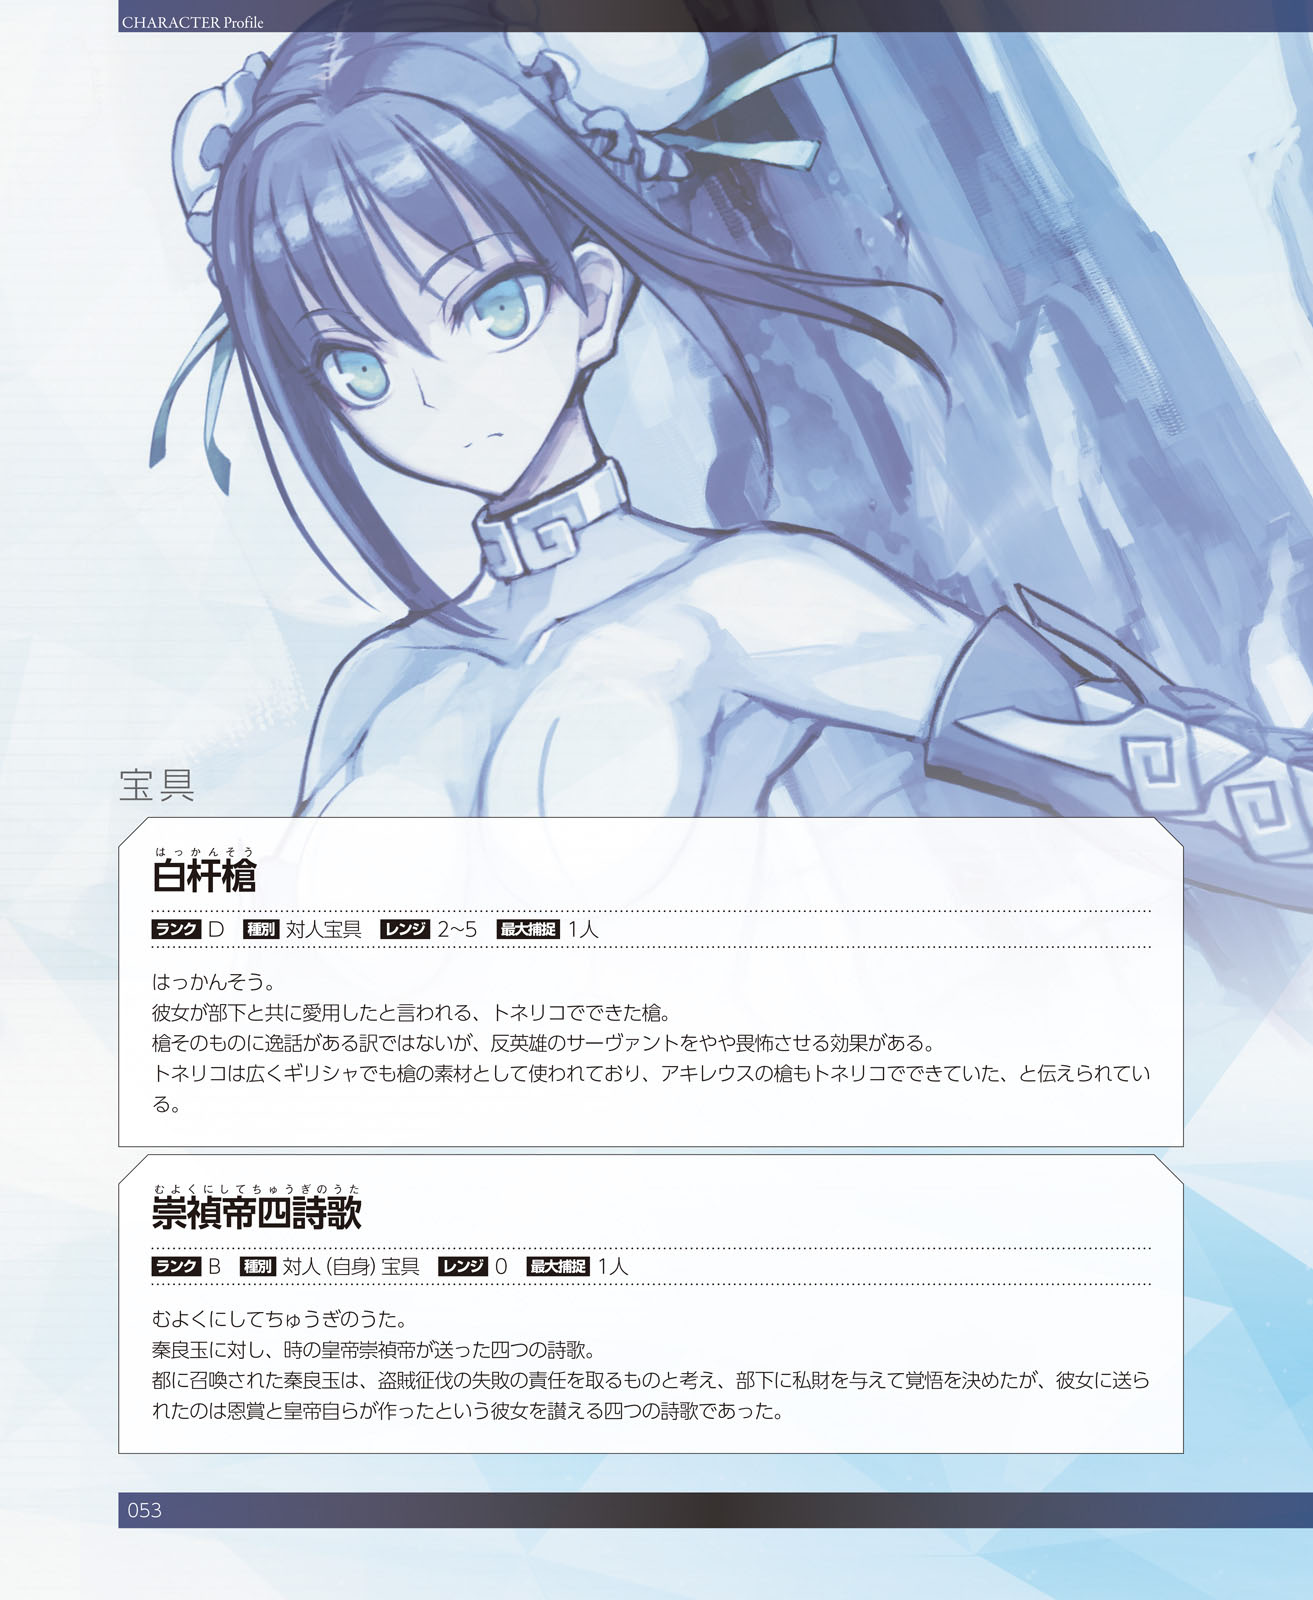 CHARACTER Profile
宝具
はっかんそう
白杆槍
ランク D 種別 対人宝具 レンジ 2~5 最大捕捉 1人
はっかんそう。
彼女が部下と共に愛用したと言われる、トネリコでできた槍。
槍そのものに逸話がある訳ではないが、反英雄のサーヴァントをやや畏怖させる効果がある。
トネリコは広くギリシャでも槍の素材として使われており、アキレウスの槍もトネリコでできていた、と伝えられてい
る。
むよくにしてちゅうぎのうた
崇禎帝四詩歌
ランク B 種別 対人(自身)宝具 レンジ 0 最大捕捉 1人
むよくにしてちゅうぎのうた。
秦良玉に対し、時の皇帝崇禎帝が送った四つの詩歌。
都に召喚された秦良玉は、盗賊征伐の失敗の責任を取るものと考え、部下に私財を与えて覚悟を決めたが、彼女に送ら
れたのは恩賞と皇帝自らが作ったという彼女を讃える四つの詩歌であった。
053